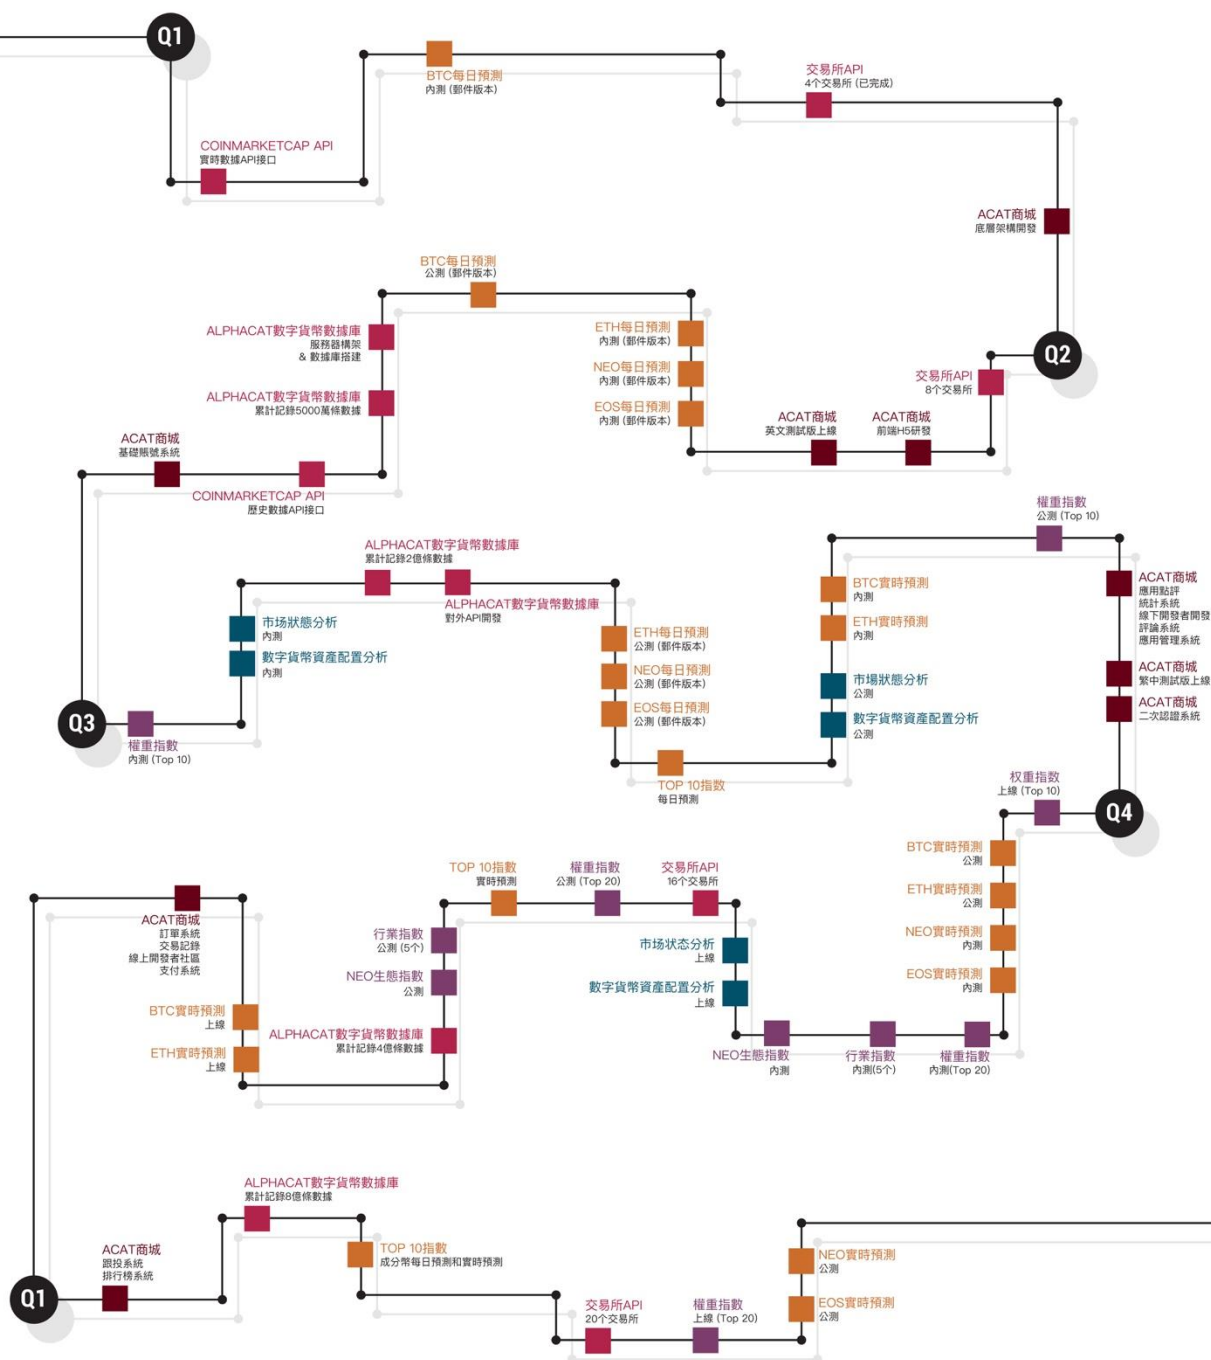 Q1
COINMARKETCAP API
實時數據API接口
BTC每日預測
內測 (郵件版本)
交易所API
4个交易所 (已完成)
ACAT商城
底層架構開發
Q2
交易所API
8个交易所
ACAT商城
前端H5研發
ACAT商城
英文測試版上線
EOS每日預測
內測 (郵件版本)
NEO每日預測
內測 (郵件版本)
ETH每日預測
內測 (郵件版本)
BTC每日預測
公測 (郵件版本)
ALPHACAT數字貨幣數據庫
服務器構架
& 數據庫搭建
ALPHACAT數字貨幣數據庫
累計記錄5000萬條數據
COINMARKETCAP API
歷史數據API接口
ACAT商城
基礎賬號系統
Q3
權重指數
內測 (Top 10)
數字貨幣資產配置分析
內測
市场狀態分析
內測
ALPHACAT數字貨幣數據庫
累計記錄2億條數據
ALPHACAT數字貨幣數據庫
對外API開發
ETH每日預測
公測 (郵件版本)
NEO每日預測
公測 (郵件版本)
EOS每日預測
公測 (郵件版本)
TOP 10指数
每日預測
數字貨幣資產配置分析
公測
市場狀態分析
公測
ETH實時預測
內測
BTC實時預測
內測
權重指數
公测 (Top 10)
ACAT商城
應用點評
統計系統
線下開發者開發
評論系統
應用管理系統
ACAT商城
繁中測試版上線
ACAT商城
二次認證系統
Q4
权重指数
上線 (Top 10)
BTC實時預測
公測
ETH實時預測
公測
NEO實時預測
內測
EOS實時預測
內測
權重指數
內測(Top 20)
行業指數
內測(5个)
NEO生態指數
內測
數字貨幣資產配置分析
上線
市场状态分析
上線
交易所API
16个交易所
權重指數
公測 (Top 20)
TOP 10指數
實時預測
行業指數
公測 (5个)
NEO生態指數
公測
ALPHACAT數字貨幣數據庫
累計記錄4億條數據
ETH實時預測
上線
BTC實時預測
上線
ACAT商城
訂單系統
交易記錄
線上開發者社區
支付系統
Q1
ACAT商城
跟投系統
排行榜系統
ALPHACAT數字貨幣數據庫
累計記錄8億條數據
TOP 10指數
成分幣每日預測和實時預測
交易所API
20个交易所
權重指數
上線 (Top 20)
EOS實時預測
公測
NEO實時預測
公測